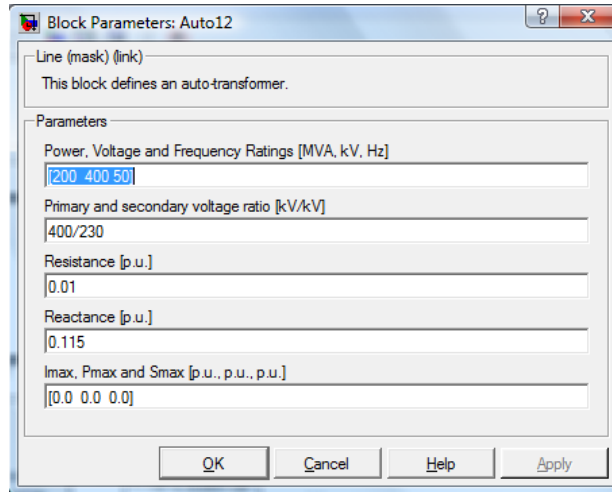 Block Parameters: Auto12
Line (mask) (link)
This block defines an auto-transformer.
Parameters
Power, Voltage and Frequency Ratings [MVA, kV, Hz]
[200  400 50]
Primary and secondary voltage ratio [kV/kV]
400/230
Resistance [p.u.]
0.01
Reactance [p.u.]
0.115
Imax, Pmax and Smax [p.u., p.u., p.u.]
[0.0  0.0  0.0]
OK Cancel Help Apply